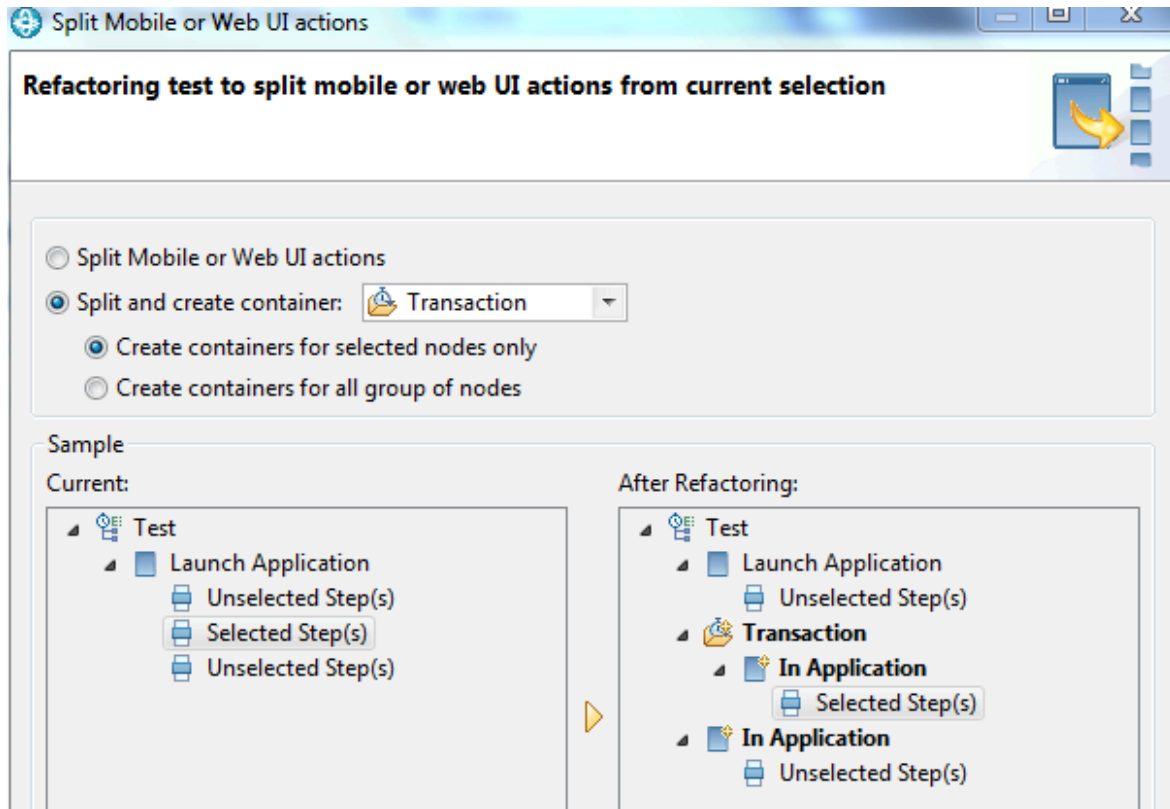 Split Mobile or Web UI actions
Refactoring test to split mobile or web UI actions from current selection
Split Mobile or Web UI actions
Split and create container: Transaction
Create containers for selected nodes only
Create containers for all group of nodes
Sample
Current:
Test
Launch Application
Unselected Step(s)
Selected Step(s)
Unselected Step(s)
After Refactoring:
Test
Launch Application
Unselected Step(s)
Transaction
In Application
Selected Step(s)
In Application
Unselected Step(s)